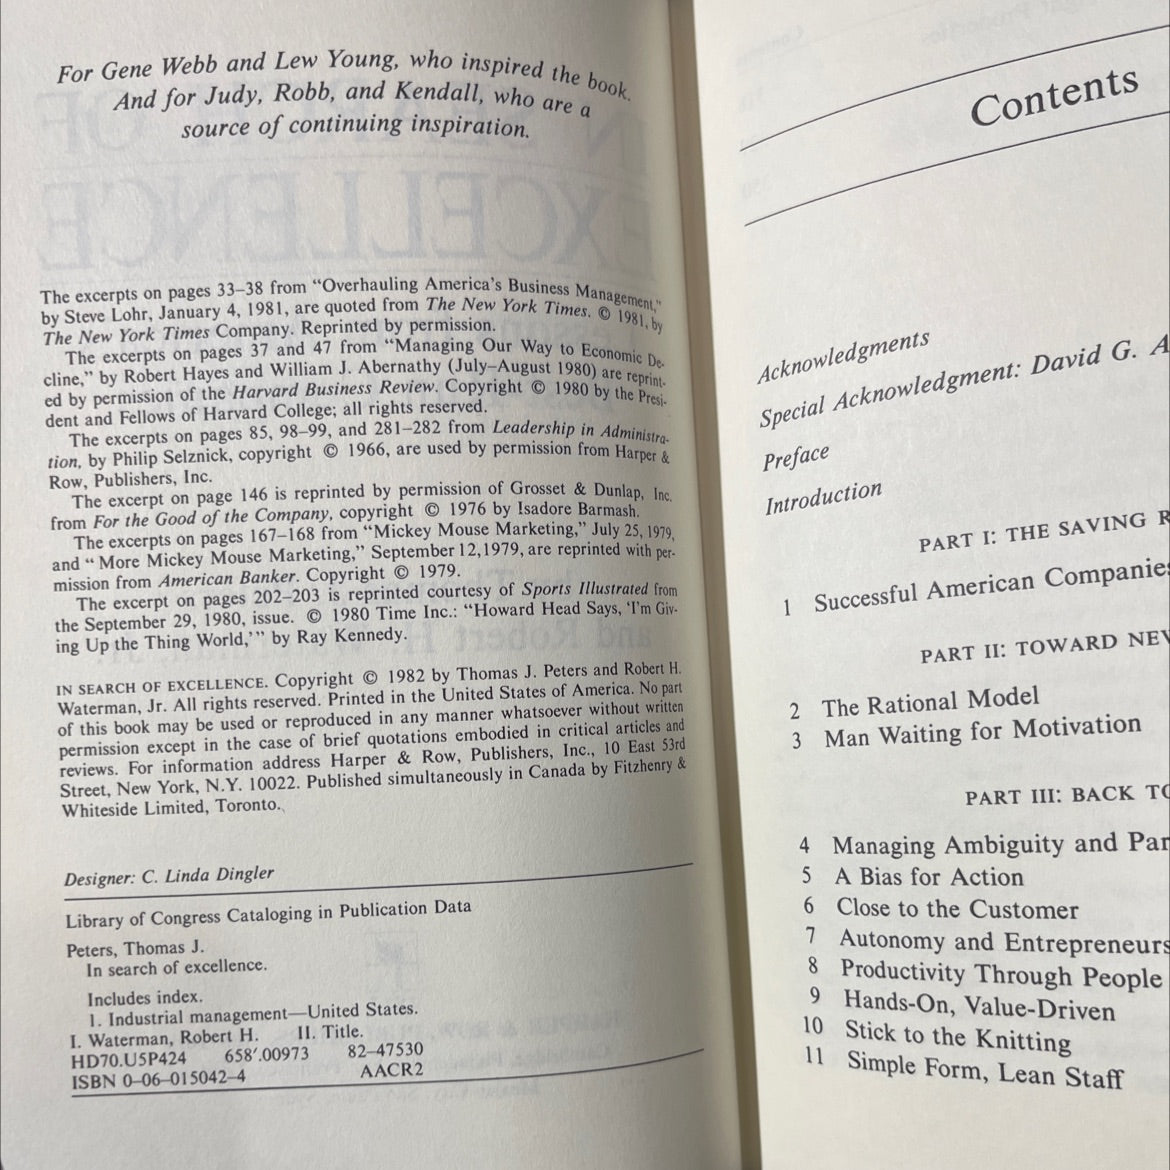 For Gene Webb and Lew Young, who inspired the book.
And for Judy, Robb, and Kendall, who are a
source of continuing inspiration.
The excerpts on pages 33–38 from “Overhauling America’s Business Management,”
by Steve Lohr, January 4, 1981, are quoted from The New York Times. © 1981, by
The New York Times Company. Reprinted by permission.
The excerpts on pages 37 and 47 from “Managing Our Way to Economic De-
cline,” by Robert Hayes and William J. Abernathy (July–August 1980) are reprint-
ed by permission of the Harvard Business Review. Copyright © 1980 by the Presi-
dent and Fellows of Harvard College; all rights reserved.
The excerpts on pages 85, 98–99, and 281–282 from Leadership in Administra-
tion, by Philip Selznick, copyright © 1966, are used by permission from Harper &
Row, Publishers, Inc.
The excerpt on page 146 is reprinted by permission of Grosset & Dunlap, Inc.
from For the Good of the Company, copyright © 1976 by Isadore Barmash.
The excerpts on pages 167–168 from “Mickey Mouse Marketing,” July 25, 1979,
and “ More Mickey Mouse Marketing,” September 12, 1979, are reprinted with per-
mission from American Banker. Copyright © 1979.
The excerpt on pages 202–203 is reprinted courtesy of Sports Illustrated from
the September 29, 1980, issue. © 1980 Time Inc.: “Howard Head Says, ‘I’m Giv-
ing Up the Thing World,’” by Ray Kennedy.
IN SEARCH OF EXCELLENCE. Copyright © 1982 by Thomas J. Peters and Robert H.
Waterman, Jr. All rights reserved. Printed in the United States of America. No part
of this book may be used or reproduced in any manner whatsoever without written
permission except in the case of brief quotations embodied in critical articles and
reviews. For information address Harper & Row, Publishers, Inc., 10 East 53rd
Street, New York, N.Y. 10022. Published simultaneously in Canada by Fitzhenry &
Whiteside Limited, Toronto.
Designer: C. Linda Dingler
Library of Congress Cataloging in Publication Data
Peters, Thomas J.
In search of excellence.
Includes index.
1. Industrial management—United States.
I. Waterman, Robert H. II. Title.
HD70.U5P424 658′.00973 82–47530
ISBN 0–06–015042–4 AACR2
Contents
Acknowledgments
Special Acknowledgment: David G. A
Preface
Introduction
PART I: THE SAVING R
1 Successful American Companies
PART II: TOWARD NEW
2 The Rational Model
3 Man Waiting for Motivation
PART III: BACK TO
4 Managing Ambiguity and Par
5 A Bias for Action
6 Close to the Customer
7 Autonomy and Entrepreneurs
8 Productivity Through People
9 Hands-On, Value-Driven
10 Stick to the Knitting
11 Simple Form, Lean Staff